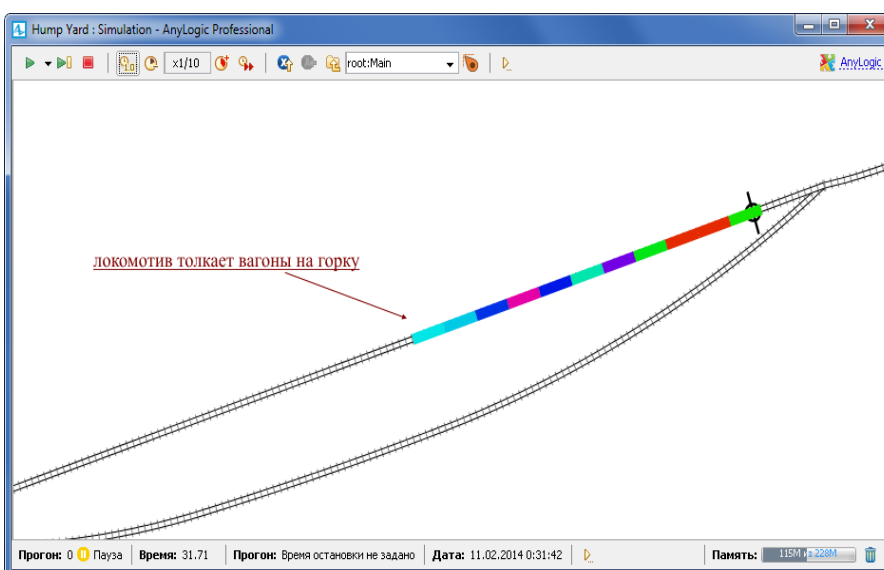 Hump Yard : Simulation - AnyLogic Professional
x1/10 root:Main AnyLogic
локомотив толкает вагоны на горку
Прогон: 0 Пауза Время: 31.71 Прогон: Время остановки не задано Дата: 11.02.2014 0:31:42 Память: 115M из 228M